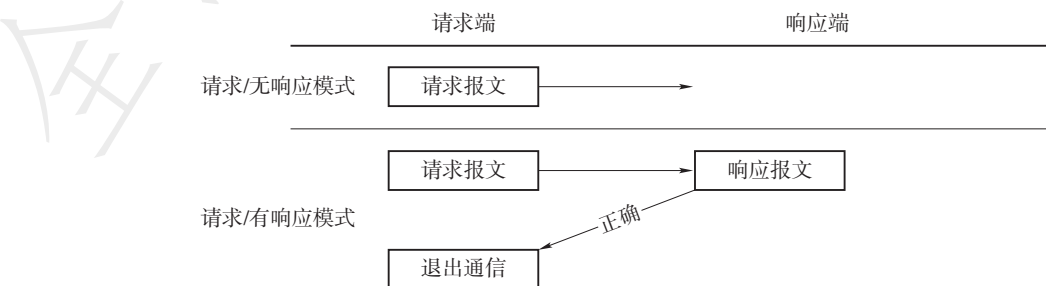 请求端 响应端
请求/无响应模式 请求报文
请求报文 响应报文
请求/有响应模式 正确
退出通信
全